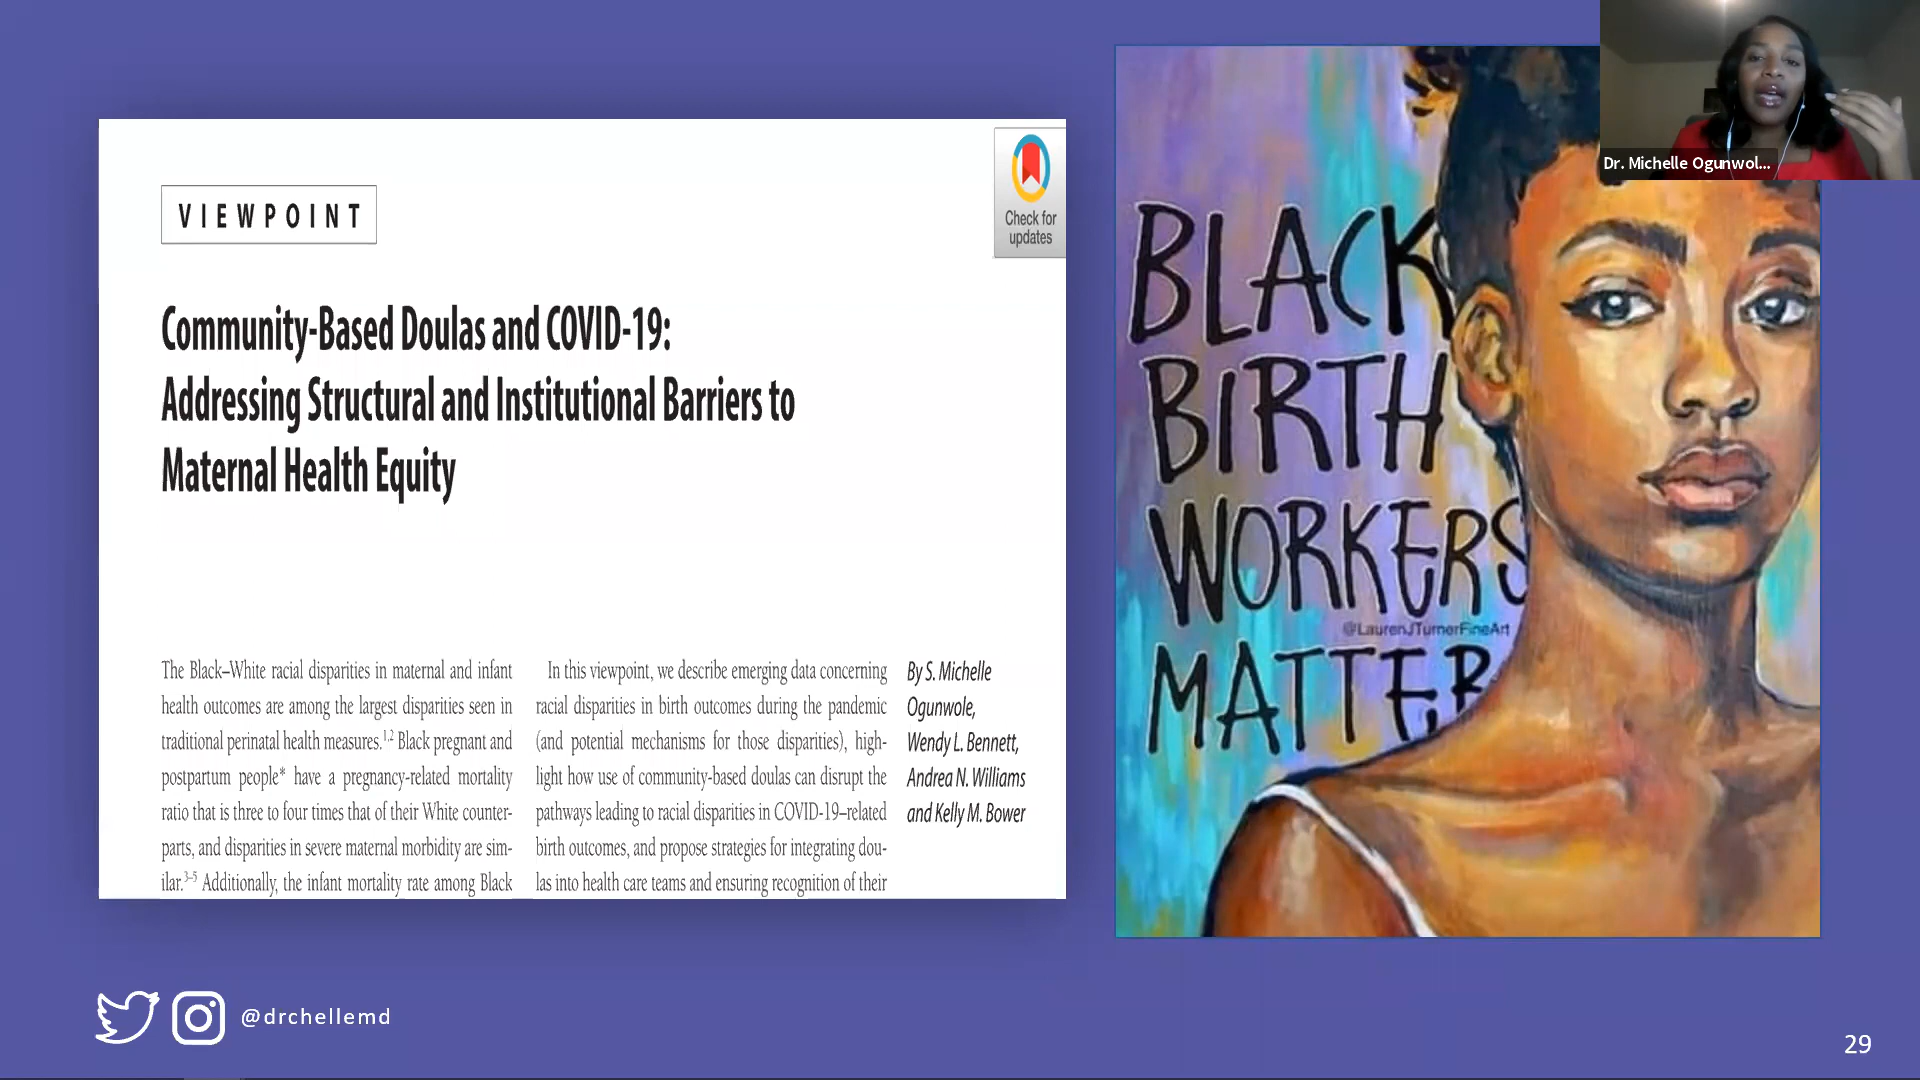 VIEWPOINT
Check for
updates
Community-Based Doulas and COVID-19:
Addressing Structural and Institutional Barriers to
Maternal Health Equity
The Black–White racial disparities in maternal and infant
health outcomes are among the largest disparities seen in
traditional perinatal health measures.1,2 Black pregnant and
postpartum people* have a pregnancy-related mortality
ratio that is three to four times that of their White counter-
parts, and disparities in severe maternal morbidity are sim-
ilar.3–5 Additionally, the infant mortality rate among Black
In this viewpoint, we describe emerging data concerning
racial disparities in birth outcomes during the pandemic
(and potential mechanisms for those disparities), high-
light how use of community-based doulas can disrupt the
pathways leading to racial disparities in COVID-19–related
birth outcomes, and propose strategies for integrating dou-
las into health care teams and ensuring recognition of their
By S. Michelle
Ogunwole,
Wendy L. Bennett,
Andrea N. Williams
and Kelly M. Bower
BLACK
BIRTH
WORKERS
@LaurenJTurnerFineArt
MATTER
Dr. Michelle Ogunwol...
@drchellemd
29